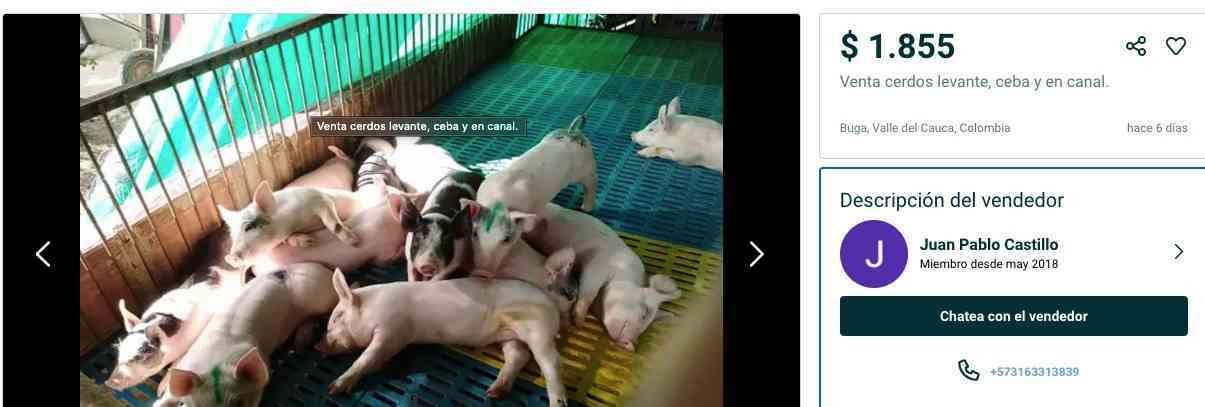 $ 1.855
Venta cerdos levante, ceba y en canal.
Buga, Valle del Cauca, Colombia
hace 6 días
Venta cerdos levante, ceba y en canal.
Descripción del vendedor
J
Juan Pablo Castillo
Miembro desde may 2018
Chatea con el vendedor
+573163313839